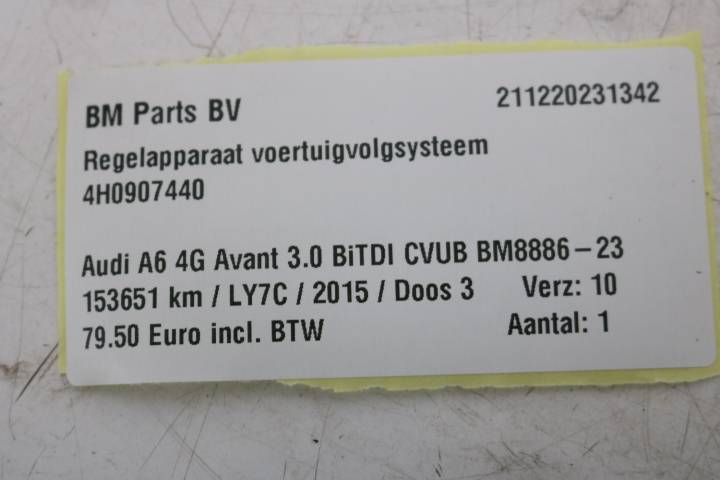 BM Parts BV 211220231342
Regelapparaat voertuigvolgsysteem
4H0907440
Audi A6 4G Avant 3.0 BiTDI CVUB BM8886-23
153651 km / LY7C / 2015 / Doos 3 Verz: 10
79.50 Euro incl. BTW Aantal: 1